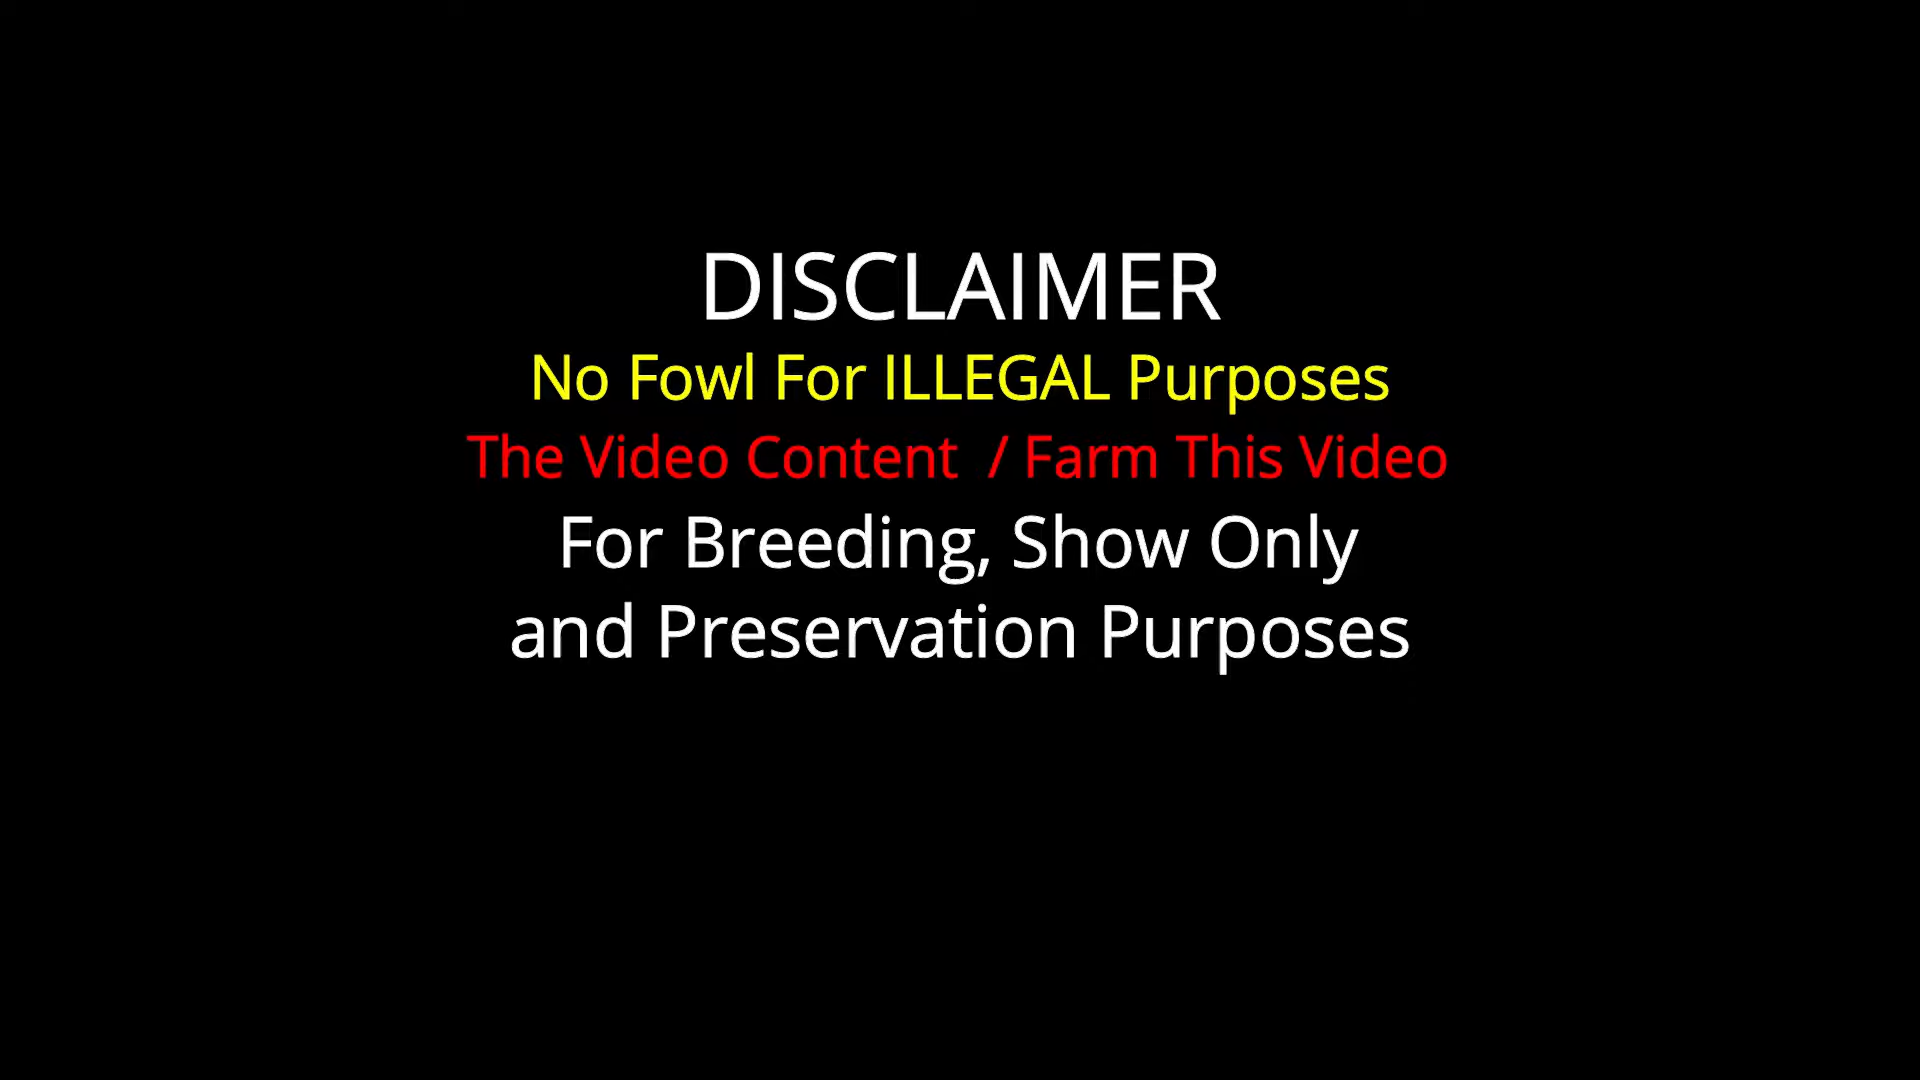 DISCLAIMER
No Fowl For ILLEGAL Purposes
The Video Content / Farm This Video
For Breeding, Show Only
and Preservation Purposes